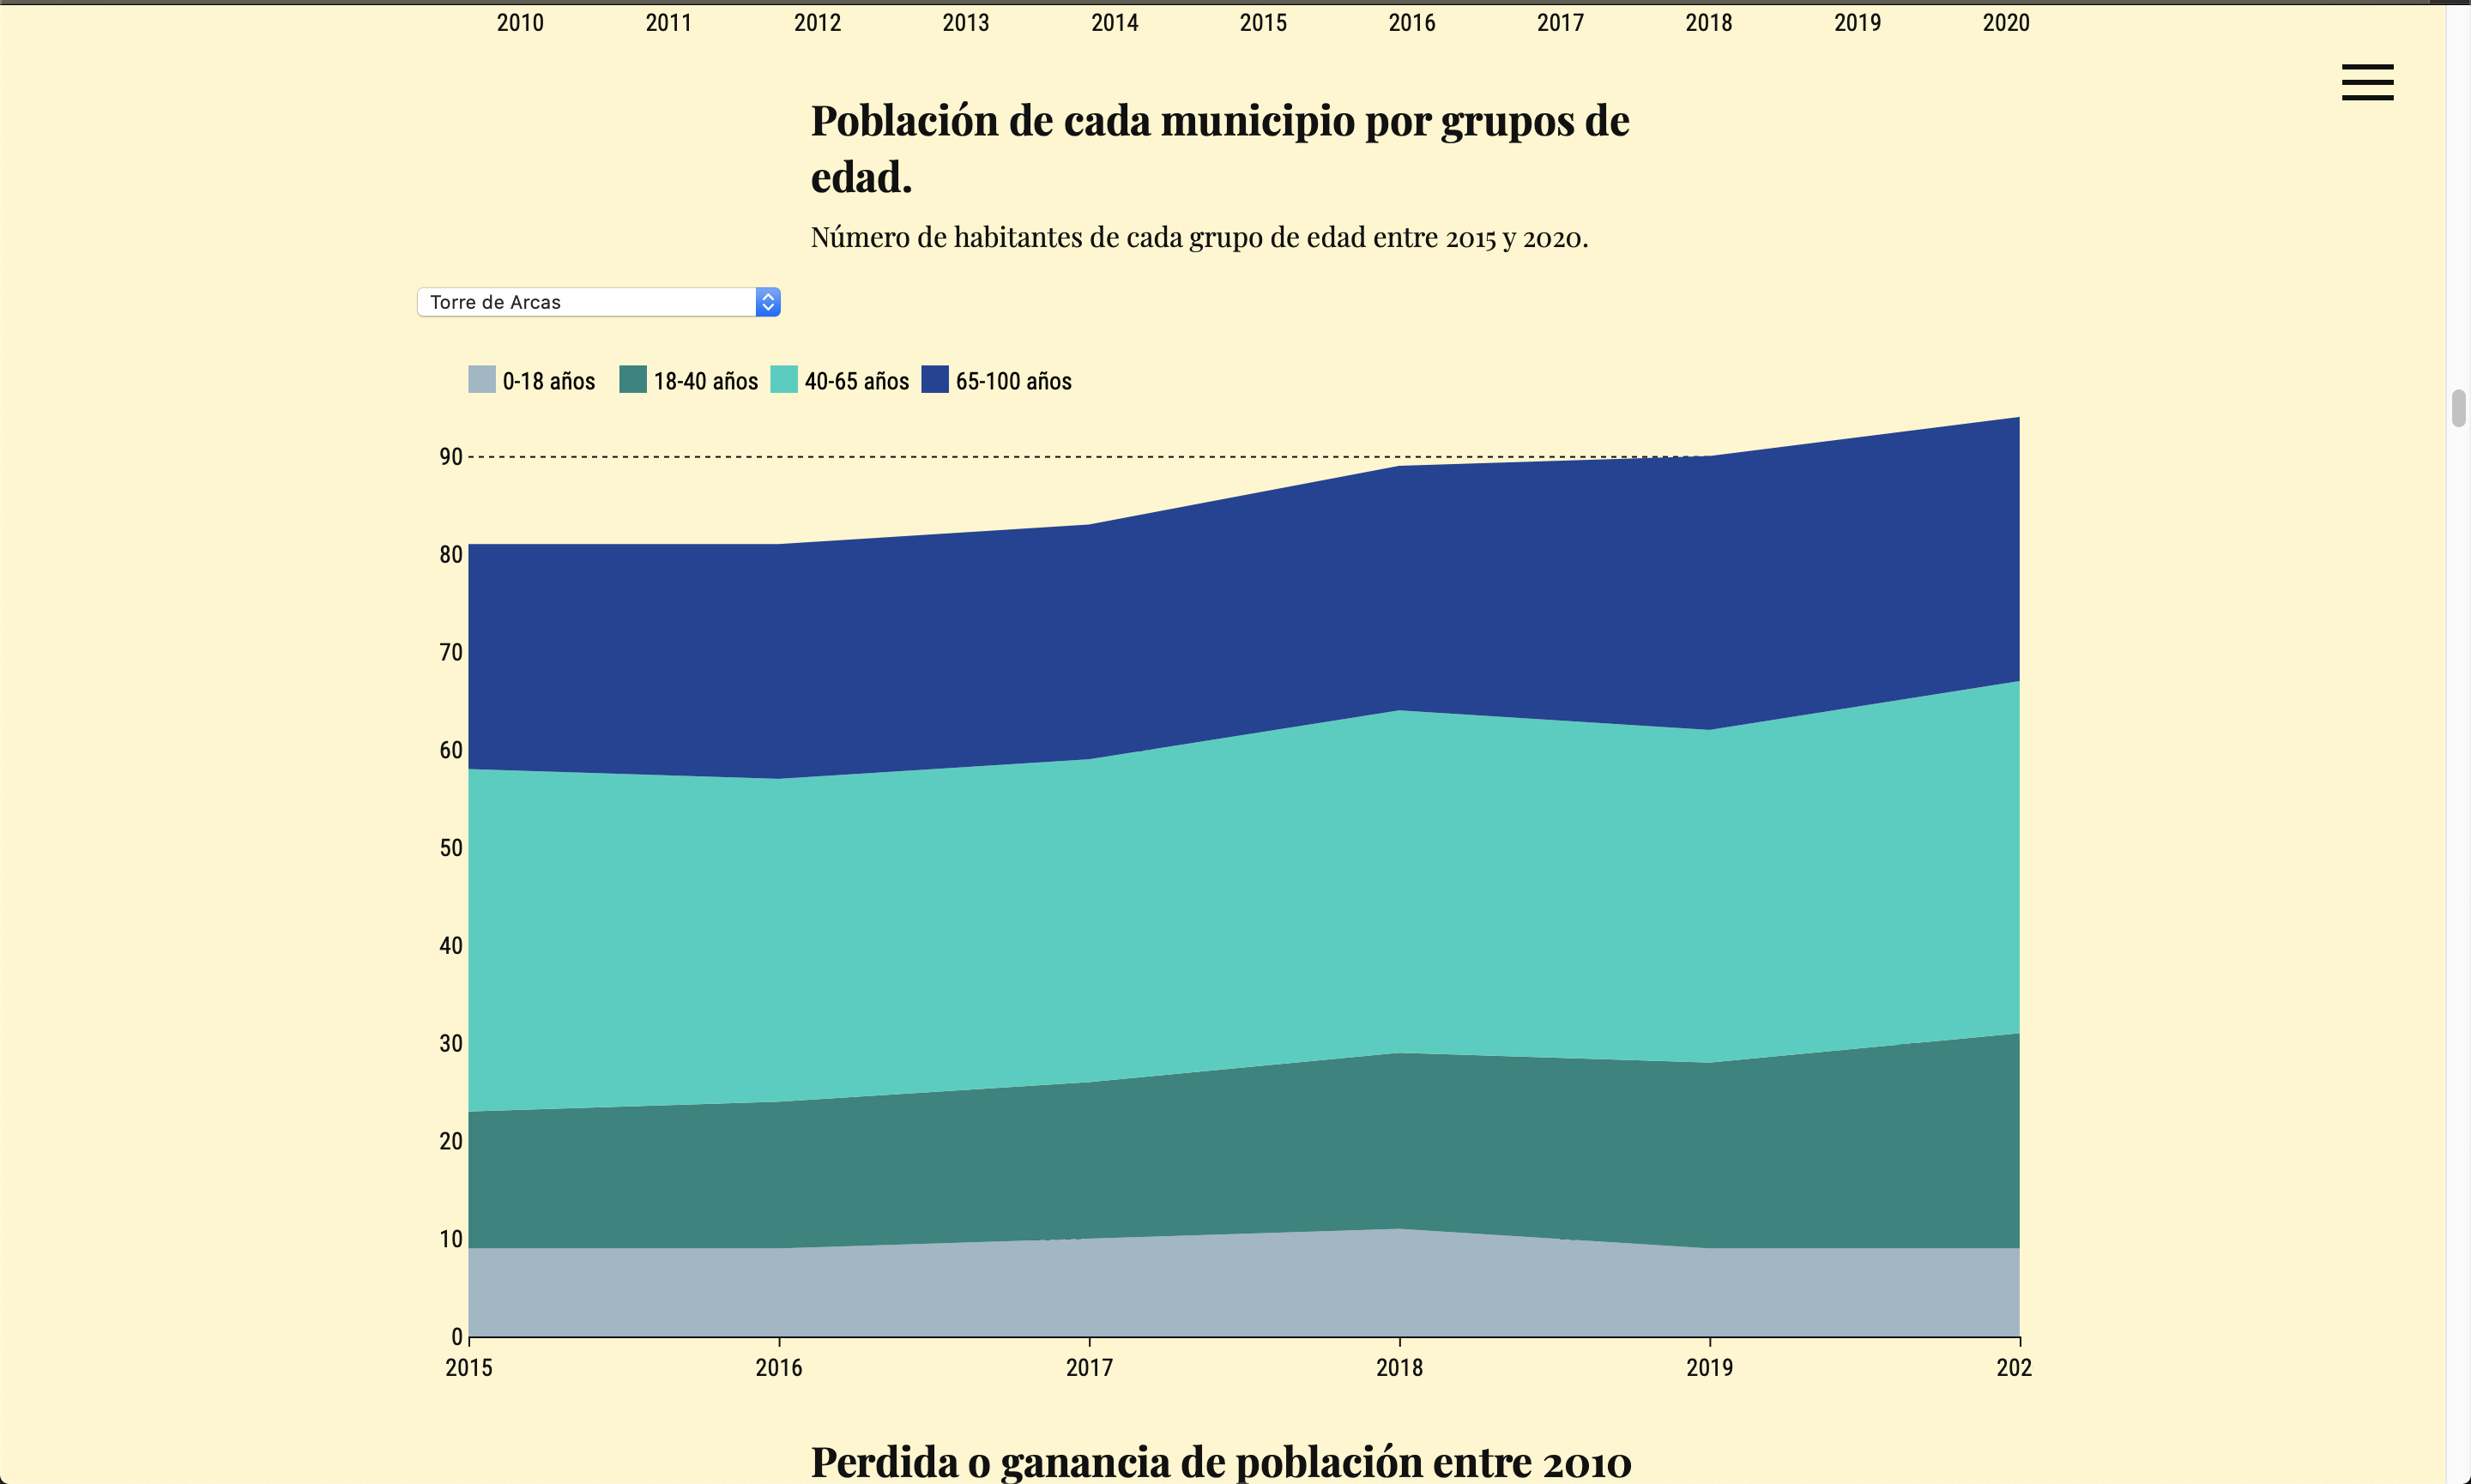 2010 2011 2012 2013 2014 2015 2016 2017 2018 2019 2020
Población de cada municipio por grupos de
edad.
Número de habitantes de cada grupo de edad entre 2015 y 2020.
Torre de Arcas
0-18 años 18-40 años 40-65 años 65-100 años
90
80
70
60
50
40
30
20
10
0
2015 2016 2017 2018 2019 202
Perdida o ganancia de población entre 2010